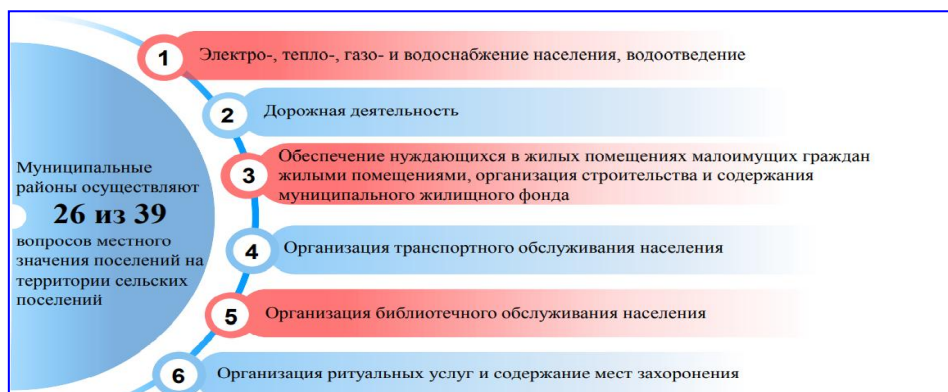 Муниципальные
районы осуществляют
26 из 39
вопросов местного
значения поселений на
территории сельских
поселений
1
Электро-, тепло-, газо- и водоснабжение населения, водоотведение
2
Дорожная деятельность
3
Обеспечение нуждающихся в жилых помещениях малоимущих граждан
жилыми помещениями, организация строительства и содержания
муниципального жилищного фонда
4
Организация транспортного обслуживания населения
5
Организация библиотечного обслуживания населения
6
Организация ритуальных услуг и содержание мест захоронения